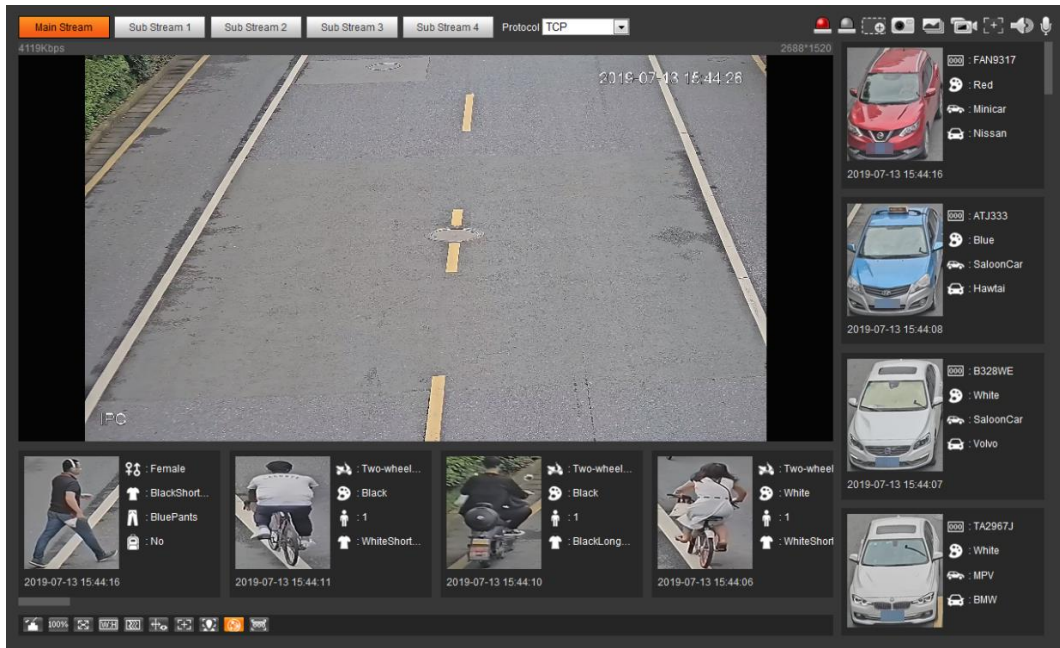 Main Stream Sub Stream 1 Sub Stream 2 Sub Stream 3 Sub Stream 4 Protocol TCP
4119Kbps 2688*1520
2019-07-13 15:44:26
IPC
: FAN9317
: Red
: Minicar
: Nissan
2019-07-13 15:44:16
: ATJ333
: Blue
: SaloonCar
: Hawtai
2019-07-13 15:44:08
: B328WE
: White
: SaloonCar
: Volvo
2019-07-13 15:44:07
: TA2967J
: White
: MPV
: BMW
: Female
: BlackShort...
: BluePants
: No
2019-07-13 15:44:16
: Two-wheel...
: Black
: 1
: WhiteShort...
2019-07-13 15:44:11
: Two-wheel...
: Black
: 1
: BlackLong...
2019-07-13 15:44:10
: Two-wheel
: White
: 1
: WhiteShort
2019-07-13 15:44:06
100% W:H